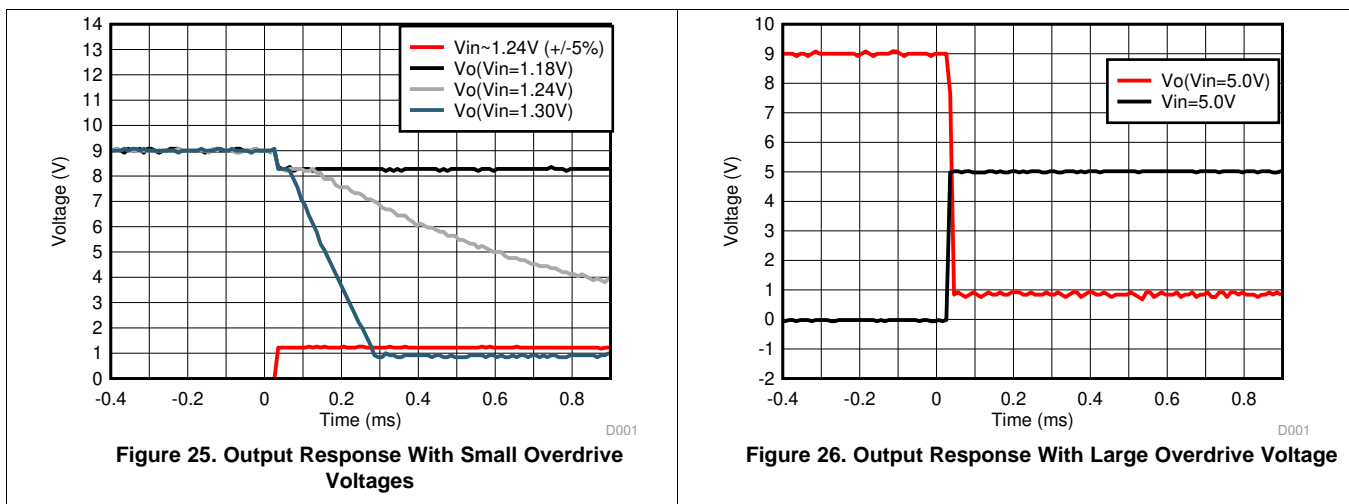 14
13
12
11
10
9
8
7
6
5
4
3
2
1
0
Voltage (V)
Vin~1.24V (+/-5%)
Vo(Vin=1.18V)
Vo(Vin=1.24V)
Vo(Vin=1.30V)
-0.4 -0.2 0 0.2 0.4 0.6 0.8
Time (ms)
D001
Figure 25. Output Response With Small Overdrive
Voltages
10
9
8
7
6
5
4
3
2
1
0
-1
-2
Voltage (V)
Vo(Vin=5.0V)
Vin=5.0V
-0.4 -0.2 0 0.2 0.4 0.6 0.8
Time (ms)
D001
Figure 26. Output Response With Large Overdrive Voltage